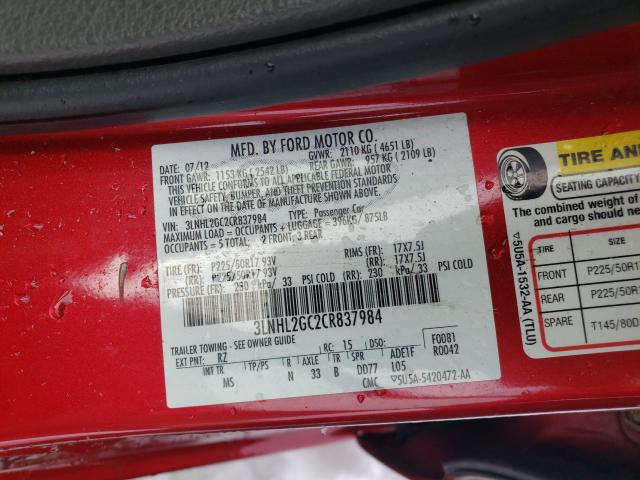 MFD. BY FORD MOTOR CO.
DATE: 07/12 GVWR: 2110 KG ( 4651 LB)
FRONT GAWR: 1153 KG ( 2542 LB) REAR GAWR: 957 KG ( 2109 LB)
THIS VEHICLE CONFORMS TO ALL APPLICABLE FEDERAL MOTOR
VEHICLE SAFETY, BUMPER, AND THEFT PREVENTION STANDARDS
IN EFFECT ON THE DATE OF MANUFACTURE SHOWN ABOVE.
VIN: 3LNHL2GC2CR837984 TYPE: Passenger Car
MAXIMUM LOAD = OCCUPANTS + LUGGAGE = 396KG / 875LB
OCCUPANTS = 5 TOTAL 2 FRONT, 3 REAR
TIRE (FR): P225/50R17 93V RIMS (FR): 17X7.5J
(RR): P225/50R17 93V (RR): 17X7.5J
PRESSURE (FR): 230 kPa/ 33 PSI COLD (RR): 230 kPa/ 33 PSI COLD
3LNHL2GC2CR837984
TRAILER TOWING - SEE OWNER GUIDE
EXT PNT: RZ RC: 15 DSO: F0081
INT TR TP/PS R AXLE TR SPR ADE1F R0042
MS N 33 B DD77 L05
CMC ▽5U5A-5420472-AA
TIRE AND
SEATING CAPACITY
The combined weight of
and cargo should
SIZE
FRONT P225/50R1
REAR P225/50R1
SPARE T145/80D
▽5U5A-1532-AA (TLU)